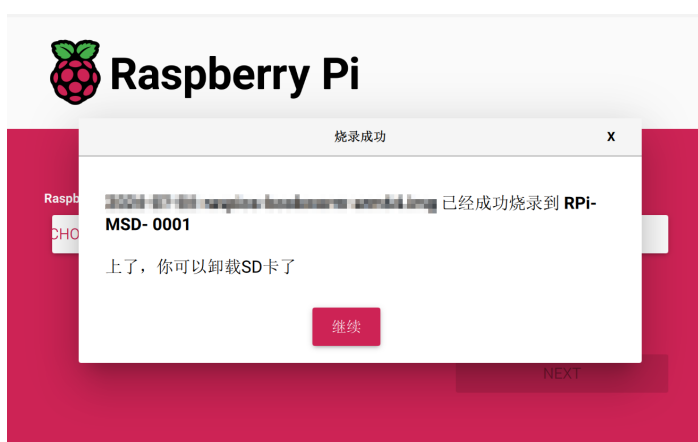 Raspberry Pi
烧录成功
X
Raspb
已经成功烧录到 RPi-
MSD- 0001
CHO
上了，你可以卸载SD卡了
继续
NEXT